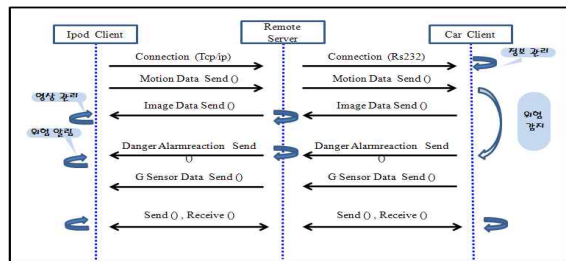 Ipod Client
Remote
Server
Car Client
Connection (Tcp/ip)
Connection (Rs232)
정보 관리
Motion Data Send ()
Motion Data Send ()
영상 관리
Image Data Send ()
Image Data Send ()
위험
감지
위험 알림
Danger Alarmreaction Send
()
Danger Alarmreaction Send
()
G Sensor Data Send ()
G Sensor Data Send ()
Send () , Receive ()
Send () , Receive ()